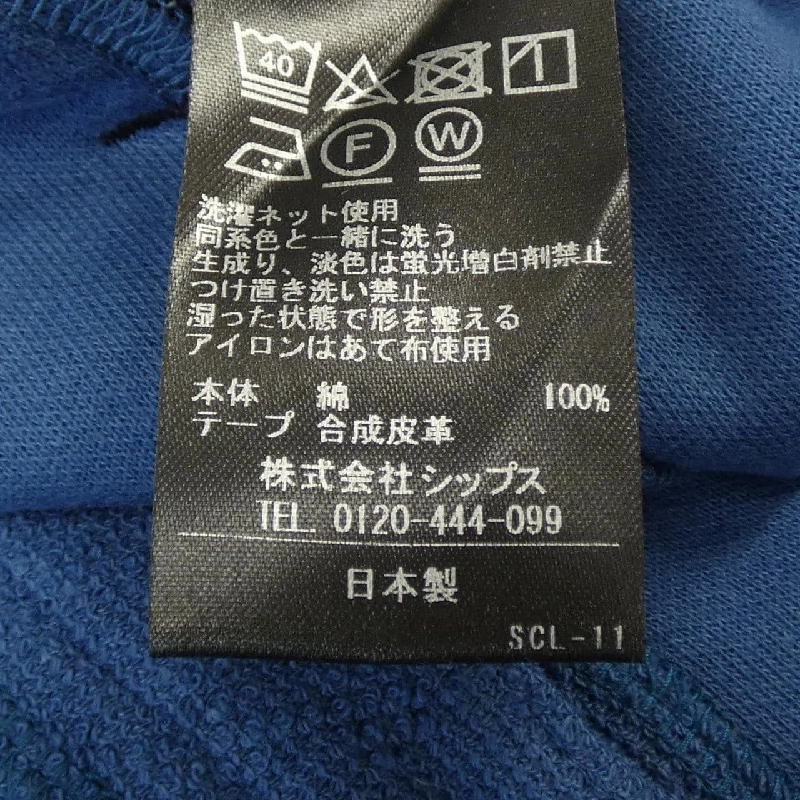 40
F W
洗濯ネット使用
同系色と一緒に洗う
生成り、淡色は蛍光増白剤禁止
つけ置き洗い禁止
湿った状態で形を整える
アイロンはあて布使用
本体 綿 100%
テープ 合成皮革
株式会社シップス
TEL 0120-444-099
日本製
SCL-11